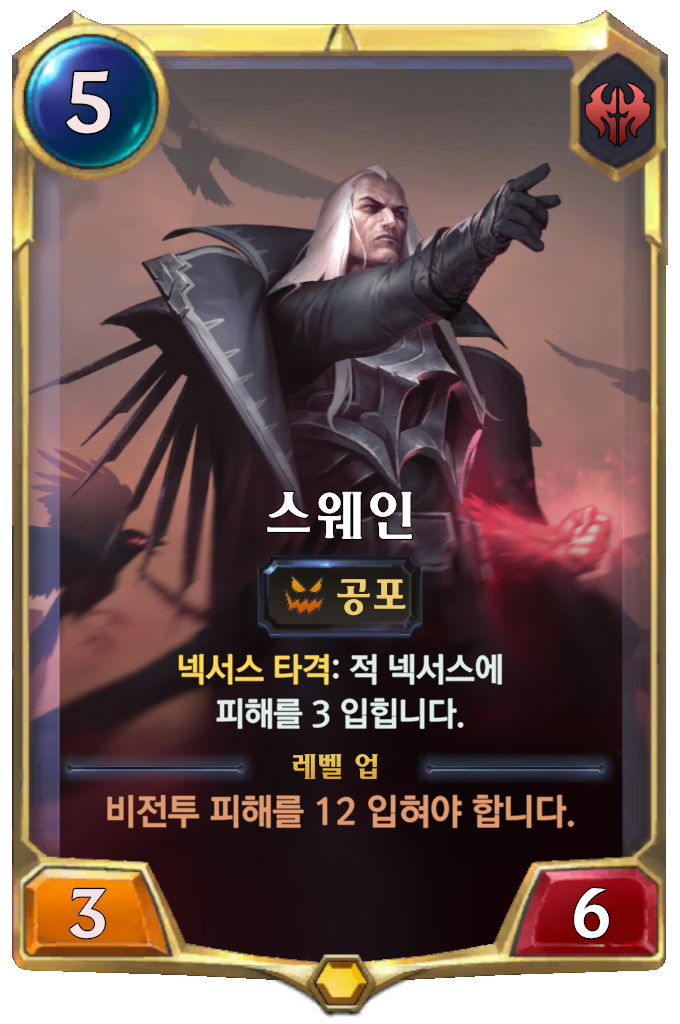 5
스웨인
공포
넥서스 타격: 적 넥서스에
피해를 3 입힙니다.
레벨 업
비전투 피해를 12 입혀야 합니다.
3
6